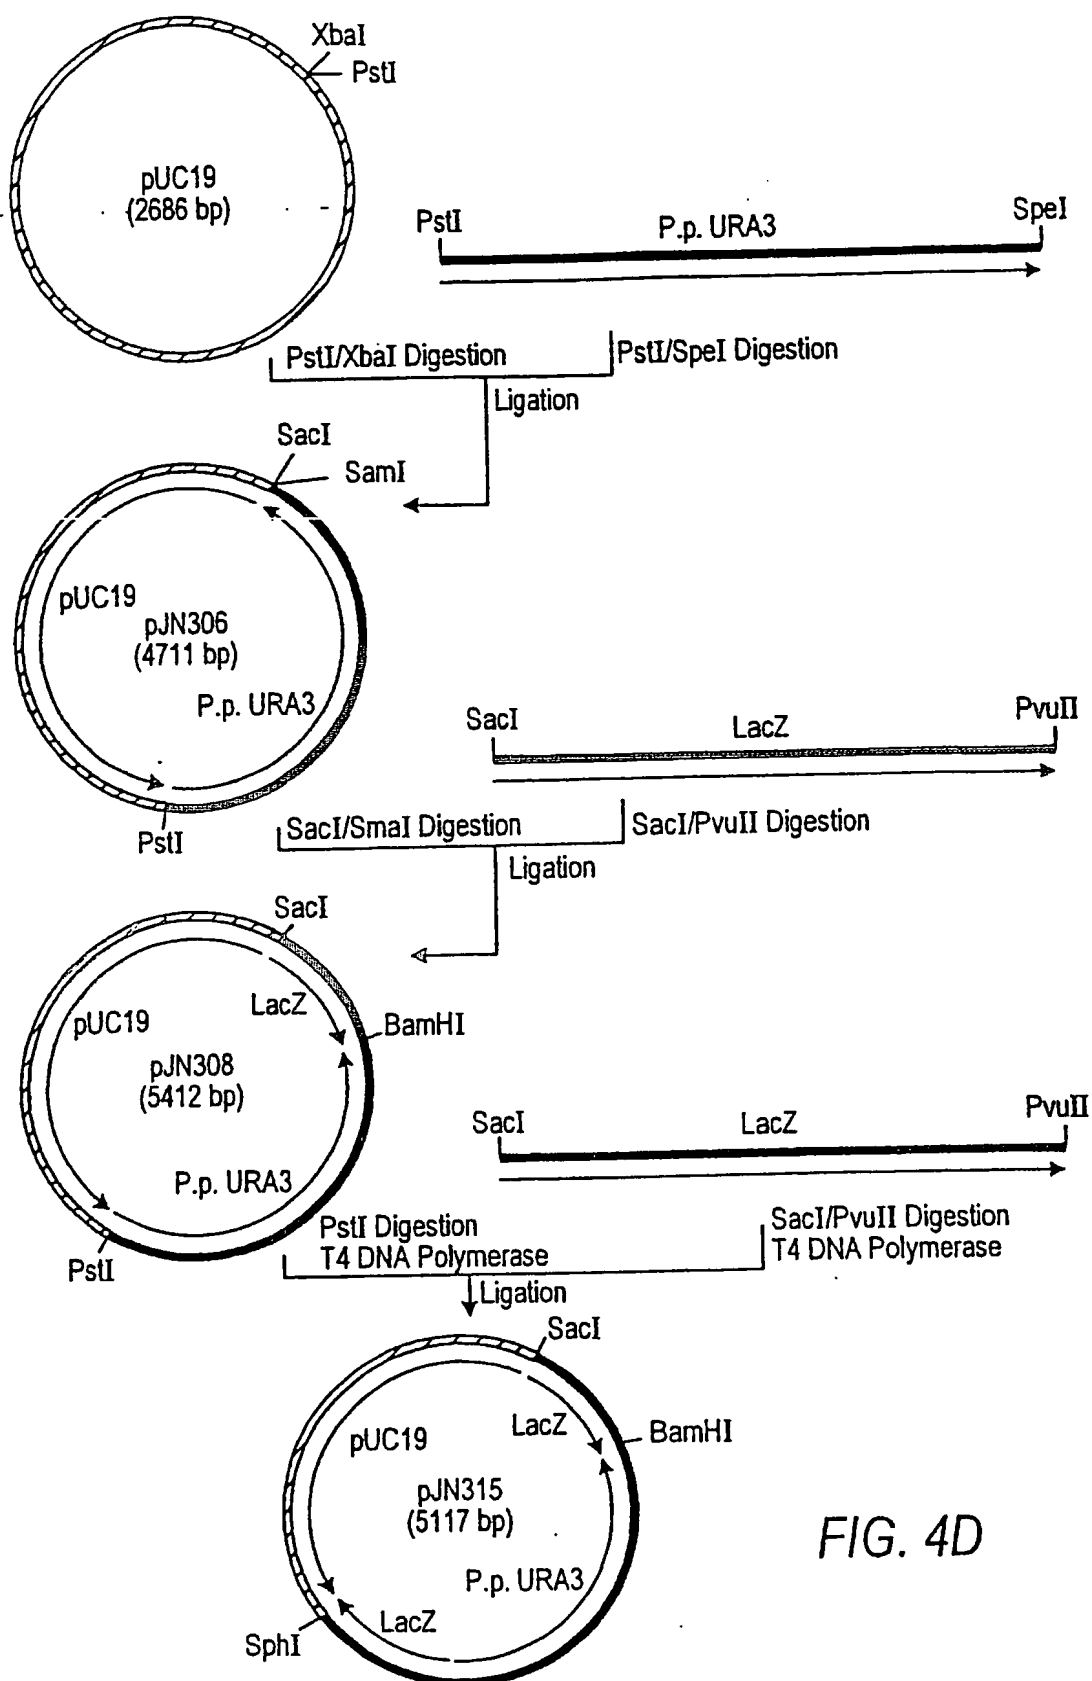 XbaI
PstI
pUC19
(2686 bp)
PstI
P.p. URA3
SpeI
PstI/XbaI Digestion
PstI/SpeI Digestion
Ligation
SacI
SamI
pUC19
pJN306
(4711 bp)
P.p. URA3
PstI
SacI
LacZ
PvuII
SacI/SmaI Digestion
SacI/PvuII Digestion
Ligation
SacI
LacZ
BamHI
pUC19
pJN308
(5412 bp)
P.p. URA3
PstI
SacI
LacZ
PvuII
PstI Digestion
T4 DNA Polymerase
SacI/PvuII Digestion
T4 DNA Polymerase
Ligation
SacI
LacZ
BamHI
pUC19
pJN315
(5117 bp)
P.p. URA3
LacZ
SphI
FIG. 4D